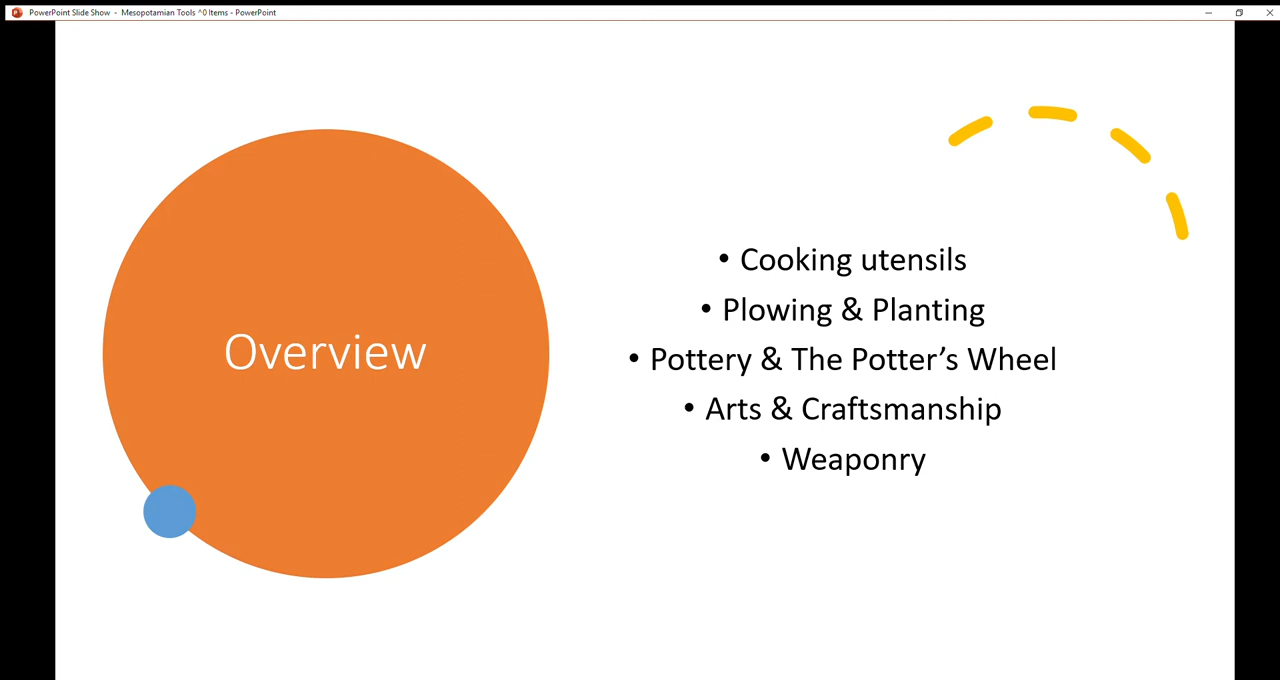 PowerPoint Slide Show - Mesopotamian Tools ^0 Items - PowerPoint
Overview
• Cooking utensils
• Plowing & Planting
• Pottery & The Potter’s Wheel
• Arts & Craftsmanship
• Weaponry